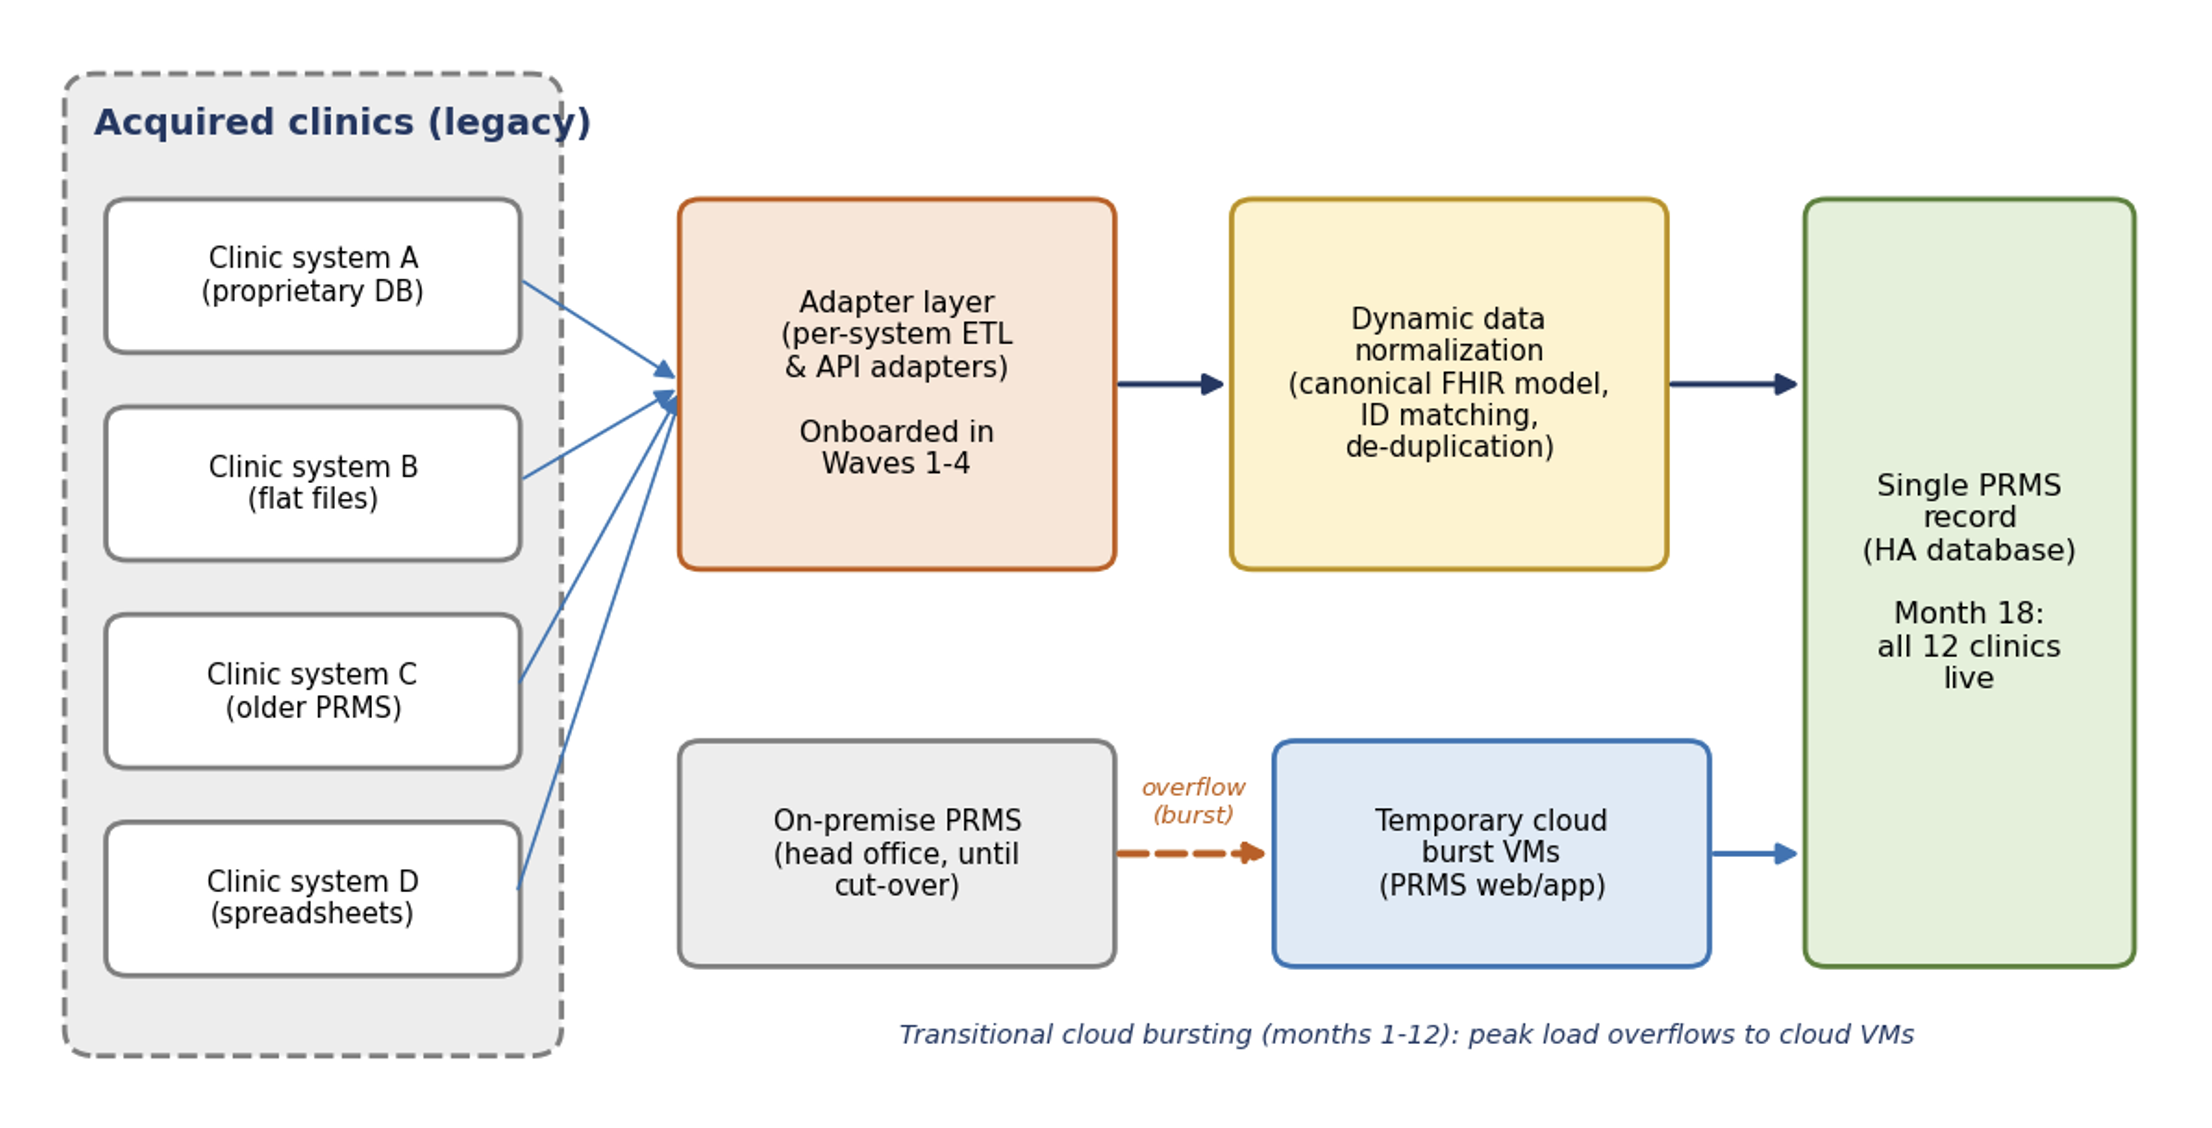 Acquired clinics (legacy)
Clinic system A
(proprietary DB)
Clinic system B
(flat files)
Clinic system C
(older PRMS)
Clinic system D
(spreadsheets)
Adapter layer
(per-system ETL
& API adapters)
Onboarded in
Waves 1-4
Dynamic data
normalization
(canonical FHIR model,
ID matching,
de-duplication)
Single PRMS
record
(HA database)
Month 18:
all 12 clinics
live
On-premise PRMS
(head office, until
cut-over)
overflow
(burst)
Temporary cloud
burst VMs
(PRMS web/app)
Transitional cloud bursting (months 1-12): peak load overflows to cloud VMs